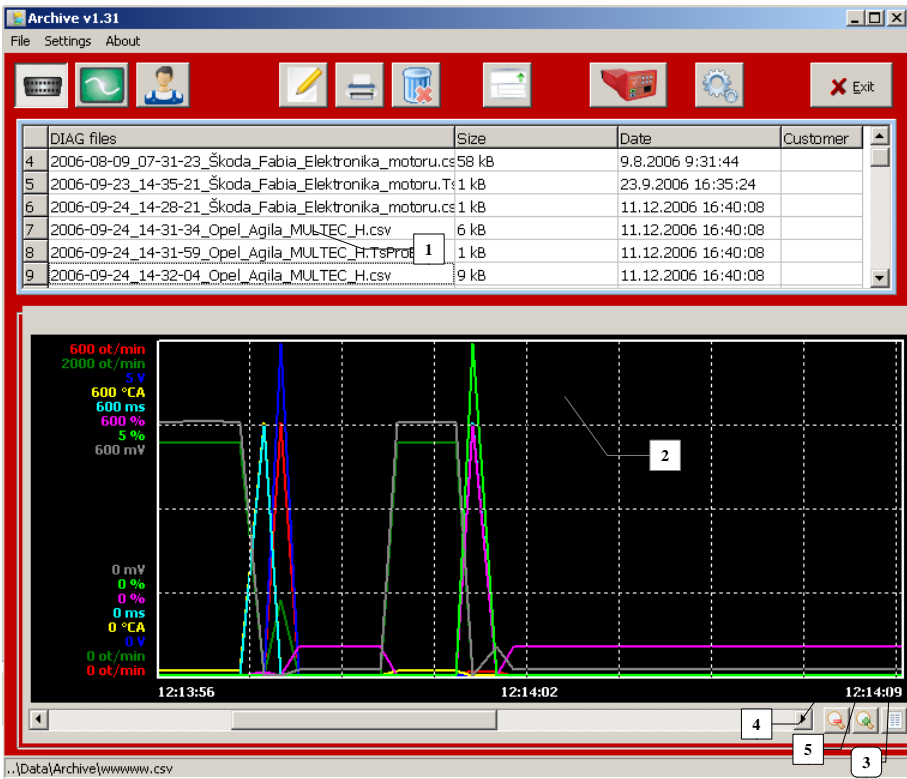 Archive v1.31
File Settings About
Exit
DIAG files Size Date Customer
4 2006-08-09_07-31-23_Škoda_Fabia_Elektronika_motoru.cs 58 kB 9.8.2006 9:31:44
5 2006-09-23_14-35-21_Škoda_Fabia_Elektronika_motoru.Ts 1 kB 23.9.2006 16:35:24
6 2006-09-24_14-28-21_Škoda_Fabia_Elektronika_motoru.cs 1 kB 11.12.2006 16:40:08
7 2006-09-24_14-31-34_Opel_Agila_MULTEC_H.csv 6 kB 11.12.2006 16:40:08
8 2006-09-24_14-31-59_Opel_Agila_MULTEC_H.TsPro 1 kB 11.12.2006 16:40:08
1
9 2006-09-24_14-32-04_Opel_Agila_MULTEC_H.csv 9 kB 11.12.2006 16:40:08
600 ot/min
2000 ot/min
5 V
600 °CA
600 ms
600 %
5 %
600 mV
2
0 mV
0 %
0 %
0 ms
0 °CA
0 V
0 ot/min
0 ot/min
12:13:56 12:14:02 12:14:09
4
5
3
..\Data\Archive\wwwww.csv